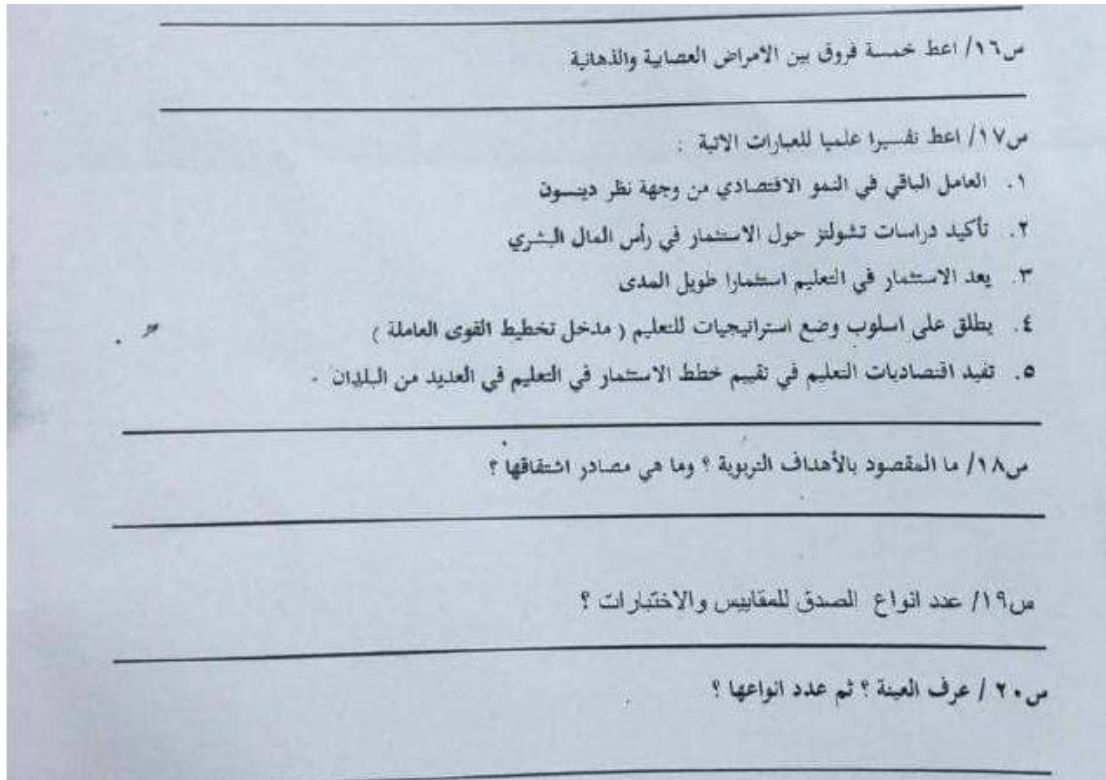 س١٦/ اعط خمسة فروق بين الامراض العصابية والذهانية
س١٧/ اعط تفسيرا علميا للعبارات الاتية :
١. العامل الباقي في النمو الاقتصادي من وجهة نظر دينسون
٢. تأكيد دراسات تشولتز حول الاستثمار في رأس المال البشري
٣. يعد الاستثمار في التعليم استثمارا طويل المدى
٤. يطلق على اسلوب وضع استراتيجيات للتعليم ( مدخل تخطيط القوى العاملة ) .
٥. تفيد اقتصاديات التعليم في تقييم خطط الاستثمار في التعليم في العديد من البلدان .
س١٨/ ما المقصود بالأهداف التربوية ؟ وما هي مصادر اشتقاقها ؟
س١٩/ عدد انواع الصدق للمقاييس والاختبارات ؟
س٢٠ / عرف العينة ؟ ثم عدد انواعها ؟